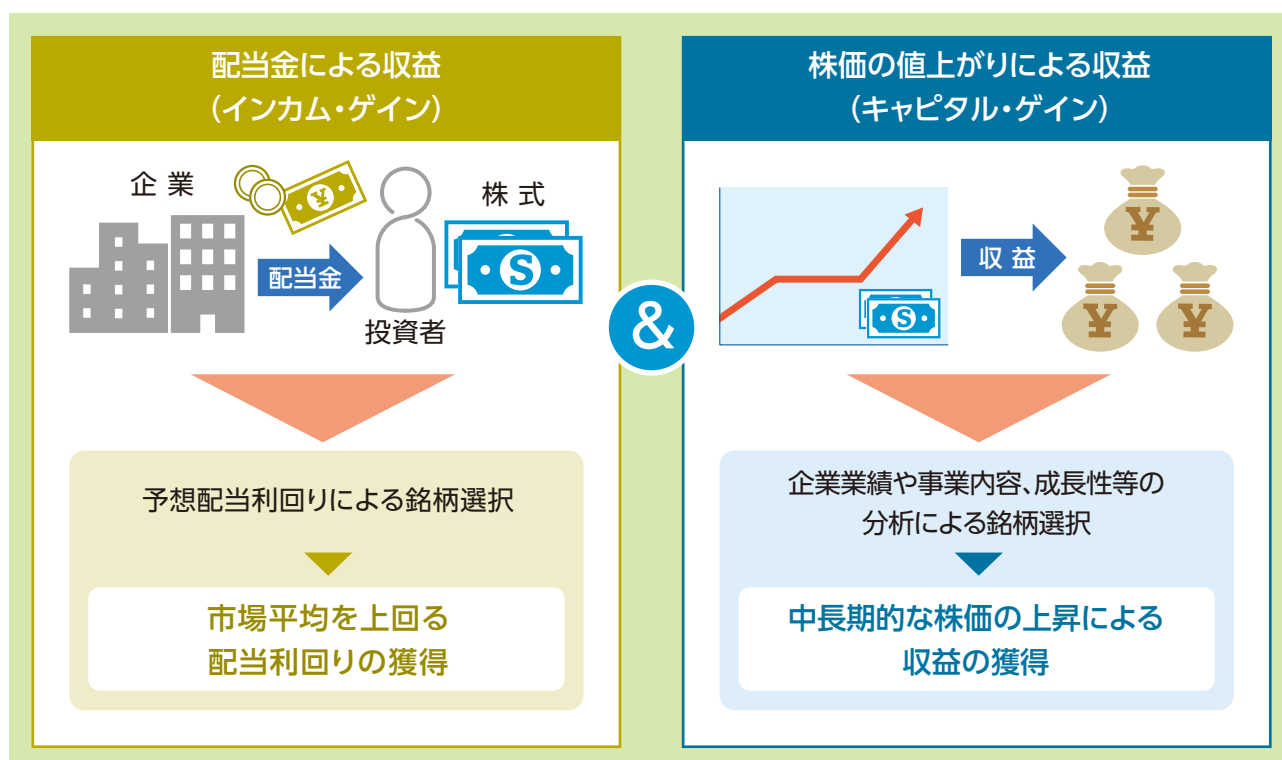 配当金による収益
(インカム・ゲイン)
企業
配当金
¥
投資者
株式
S
予想配当利回りによる銘柄選択
市場平均を上回る
配当利回りの獲得
&
株価の値上がりによる収益
(キャピタル・ゲイン)
S
収益
¥
¥
¥
企業業績や事業内容、成長性等の
分析による銘柄選択
中長期的な株価の上昇による
収益の獲得